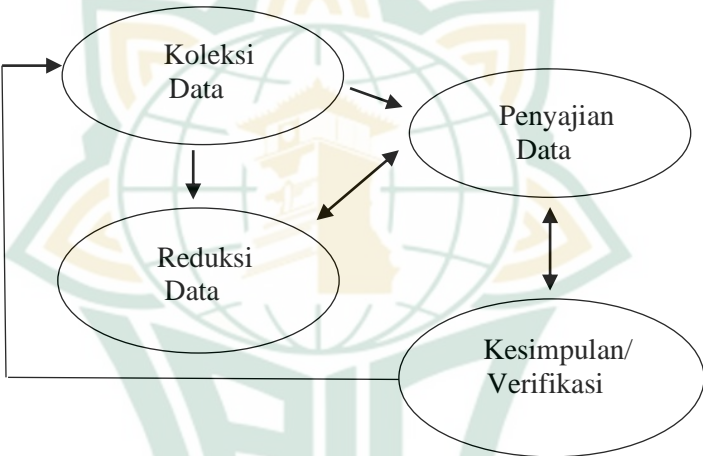 Koleksi
Data
Penyajian
Data
Reduksi
Data
Kesimpulan/
Verifikasi